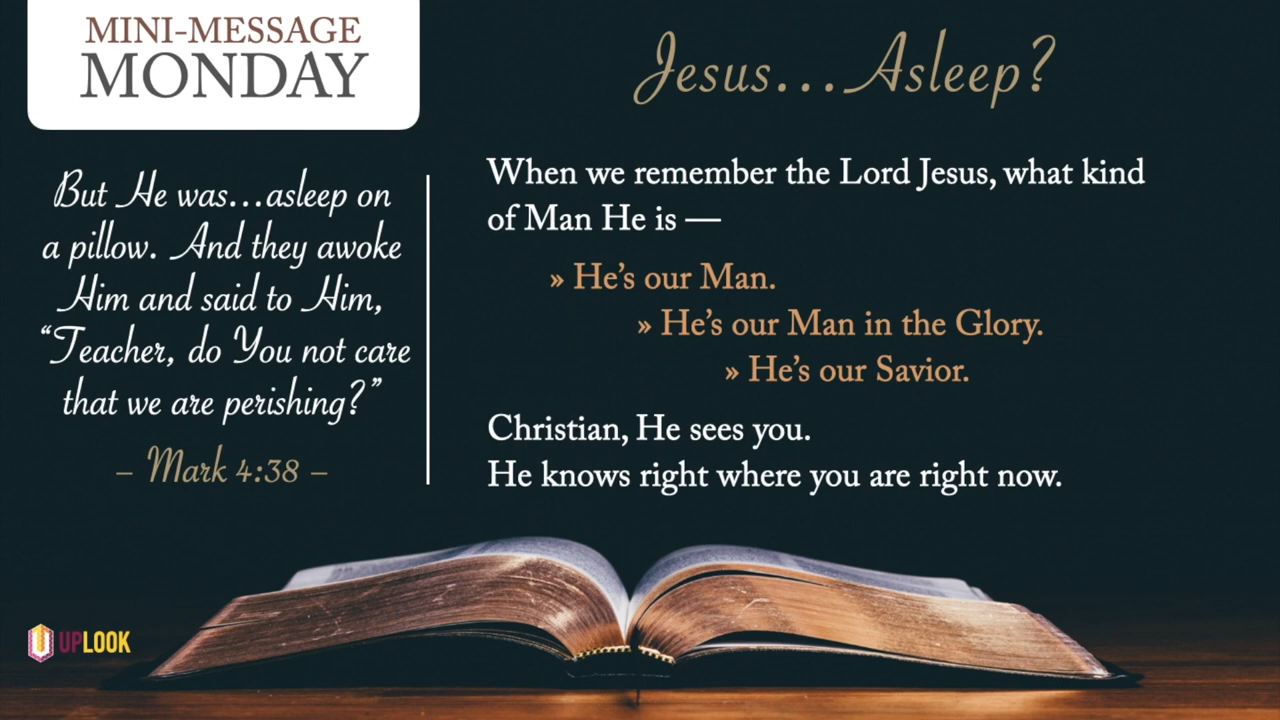 MINI-MESSAGE
MONDAY
Jesus...Asleep?
But He was...asleep on
a pillow. And they awoke
Him and said to Him,
“Teacher, do You not care
that we are perishing?”
– Mark 4:38 –
When we remember the Lord Jesus, what kind
of Man He is —
» He’s our Man.
» He’s our Man in the Glory.
» He’s our Savior.
Christian, He sees you.
He knows right where you are right now.
UPLOOK